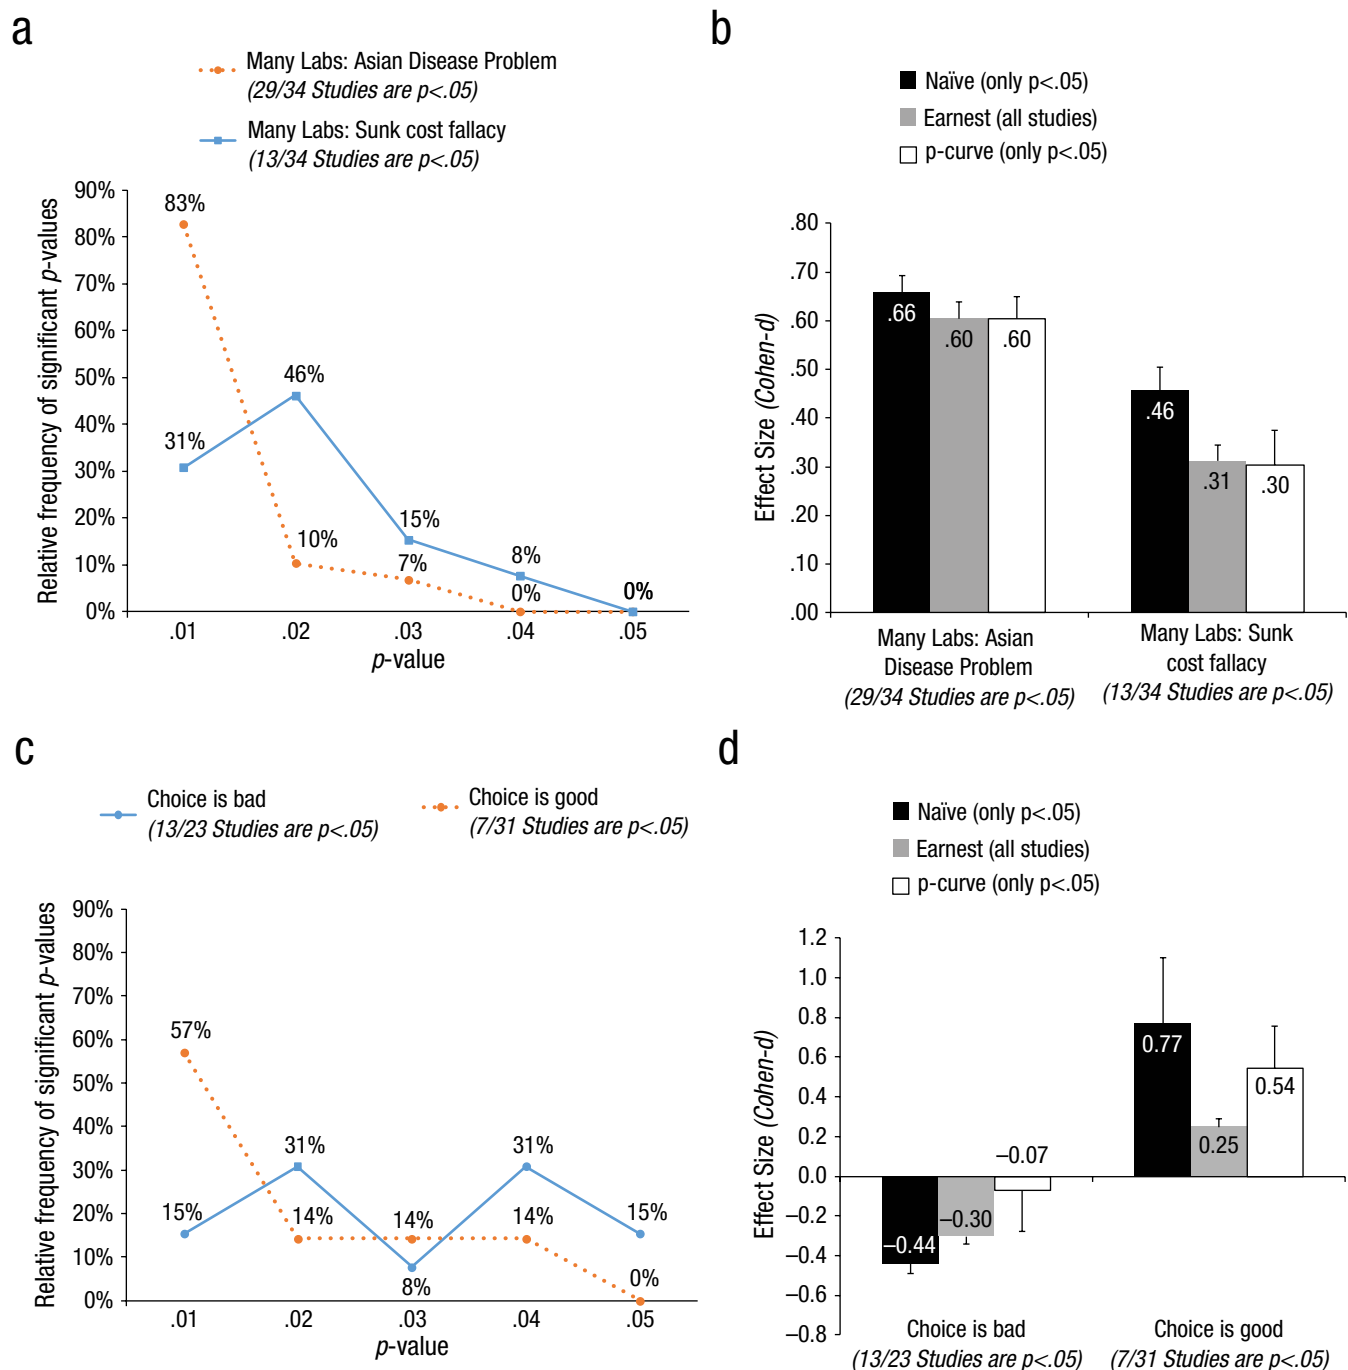 a
Many Labs: Asian Disease Problem
(29/34 Studies are p<.05)
Many Labs: Sunk cost fallacy
(13/34 Studies are p<.05)
Relative frequency of significant p-values
90%
80%
70%
60%
50%
40%
30%
20%
10%
0%
83%
46%
31%
15%
10%
7%
8%
0%
0%
.01 .02 .03 .04 .05
p-value
b
Naïve (only p<.05)
Earnest (all studies)
p-curve (only p<.05)
Effect Size (Cohen-d)
.80
.70
.60
.50
.40
.30
.20
.10
.00
.66
.60
.60
.46
.31
.30
Many Labs: Asian
Disease Problem
(29/34 Studies are p<.05)
Many Labs: Sunk
cost fallacy
(13/34 Studies are p<.05)
c
Choice is bad
(13/23 Studies are p<.05)
Choice is good
(7/31 Studies are p<.05)
Relative frequency of significant p-values
90%
80%
70%
60%
50%
40%
30%
20%
10%
0%
57%
31%
31%
15%
14%
14%
14%
15%
8%
0%
.01 .02 .03 .04 .05
p-value
d
Naïve (only p<.05)
Earnest (all studies)
p-curve (only p<.05)
Effect Size (Cohen-d)
1.2
1.0
0.8
0.6
0.4
0.2
0.0
–0.2
–0.4
–0.6
–0.8
–0.44
–0.30
–0.07
0.77
0.25
0.54
Choice is bad
(13/23 Studies are p<.05)
Choice is good
(7/31 Studies are p<.05)